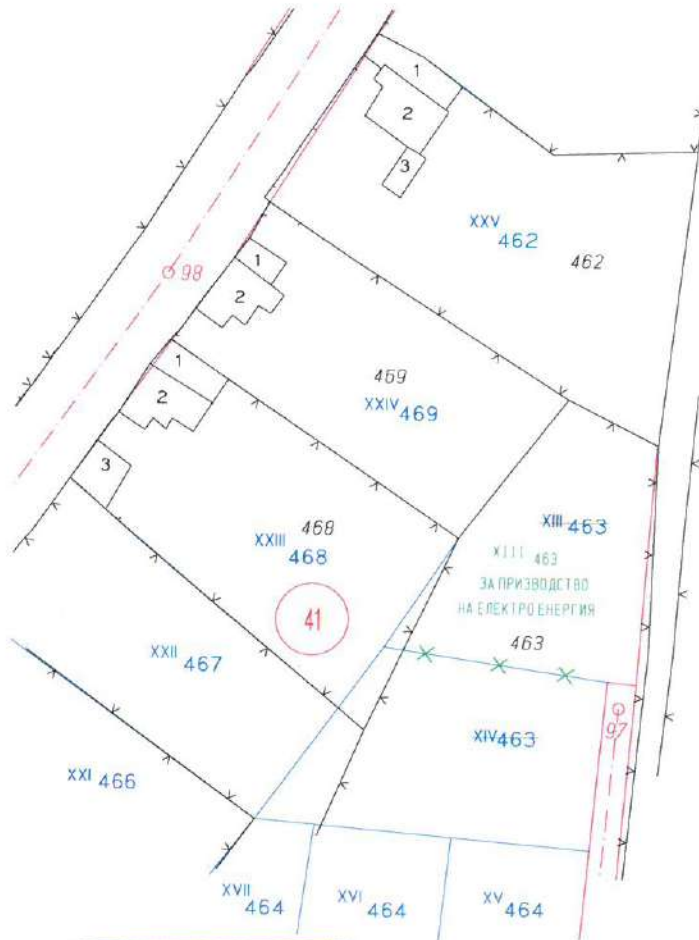 1
2
3
XXV 462
462
98
1
2
469
XXIV 469
1
2
3
468
XXIII 468
XIII 463
XIII 463
ЗА ПРИЗВОДСТВО
НА ЕЛЕКТРОЕНЕРГИЯ
463
41
XXII 467
97
XIV 463
XXI 466
XVII 464
XVI 464
XV 464